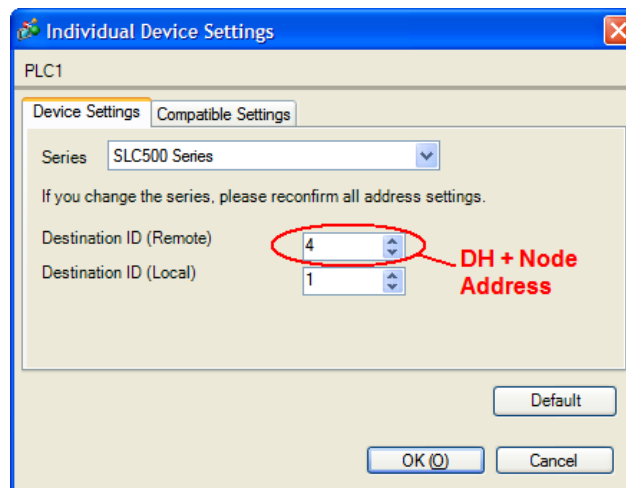 Individual Device Settings
PLC1
Device Settings Compatible Settings
Series SLC500 Series
If you change the series, please reconfirm all address settings.
Destination ID (Remote) 4
Destination ID (Local) 1
DH + Node
Address
Default
OK (O) Cancel